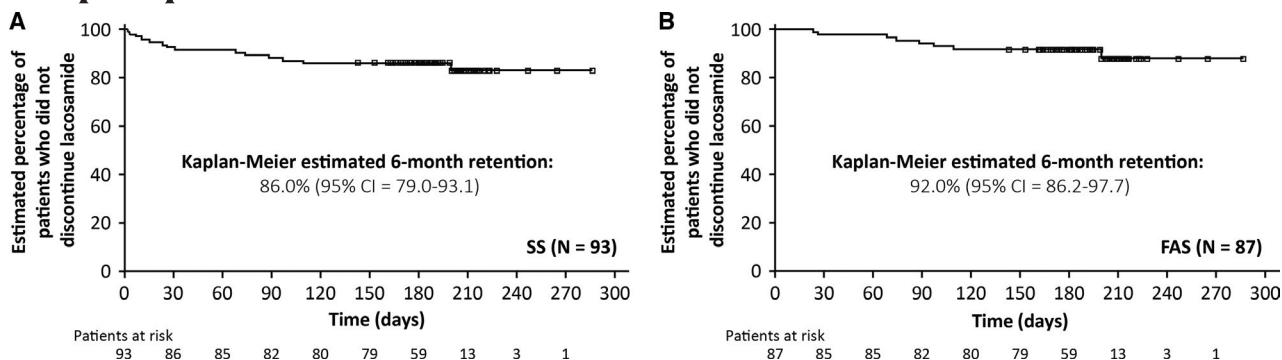 A
Estimated percentage of
patients who did not
discontinue lacosamide
100
80
60
40
20
0
Kaplan-Meier estimated 6-month retention:
86.0% (95% CI = 79.0-93.1)
SS (N = 93)
0 30 60 90 120 150 180 210 240 270 300
Time (days)
Patients at risk
93 86 85 82 80 79 59 13 3 1
B
Estimated percentage of
patients who did not
discontinue lacosamide
100
80
60
40
20
0
Kaplan-Meier estimated 6-month retention:
92.0% (95% CI = 86.2-97.7)
FAS (N = 87)
0 30 60 90 120 150 180 210 240 270 300
Time (days)
Patients at risk
87 85 85 82 80 79 59 13 3 1